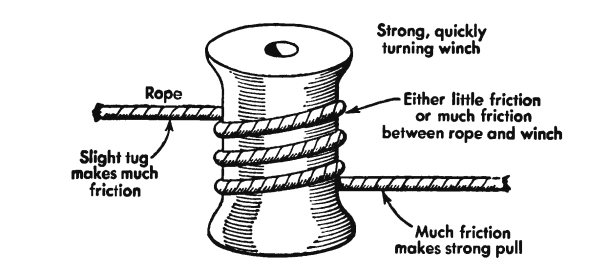 Strong, quickly
turning winch
Rope
Either little friction
or much friction
between rope and winch
Slight tug
makes much
friction
Much friction
makes strong pull